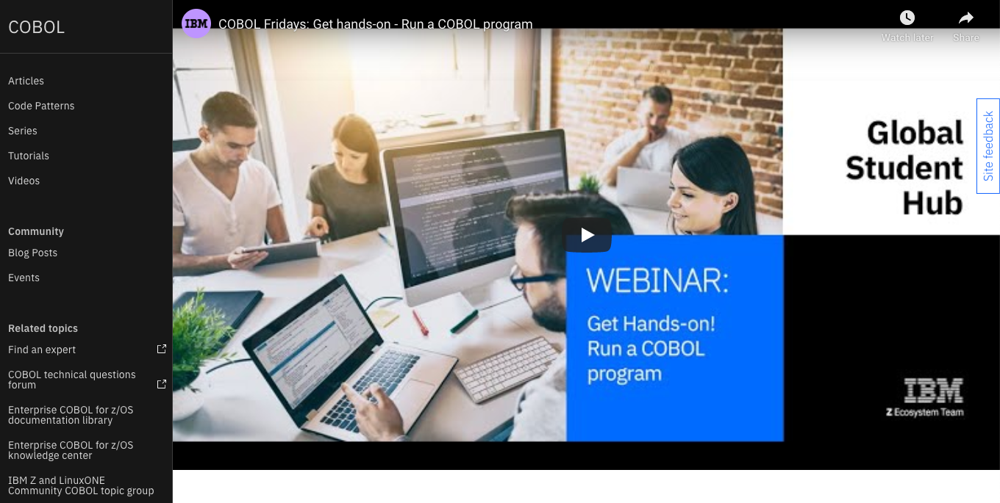 COBOL
Articles
Code Patterns
Series
Tutorials
Videos
Community
Blog Posts
Events
Related topics
Find an expert
COBOL technical questions
forum
Enterprise COBOL for z/OS
documentation library
Enterprise COBOL for z/OS
knowledge center
IBM Z and LinuxONE
Community COBOL topic group
IBM
COBOL Fridays: Get hands-on - Run a COBOL program
Watch later
Share
Global
Student
Hub
Site feedback
WEBINAR:
Get Hands-on!
Run a COBOL
program
IBM
Z Ecosystem Team